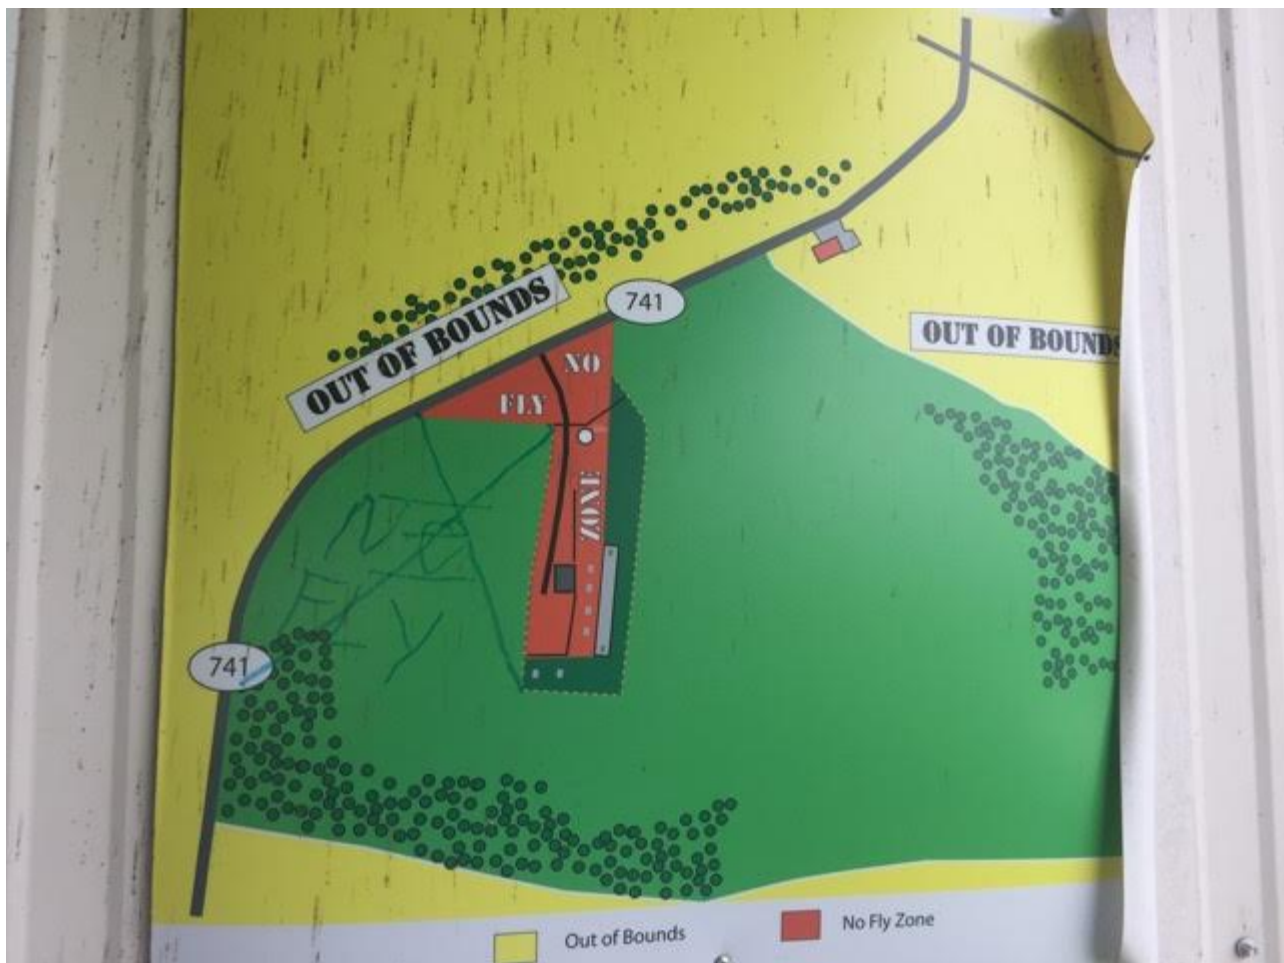 OUT OF BOUNDS
741
OUT OF BOUNDS
NO
FLY
ZONE
741
Out of Bounds
No Fly Zone